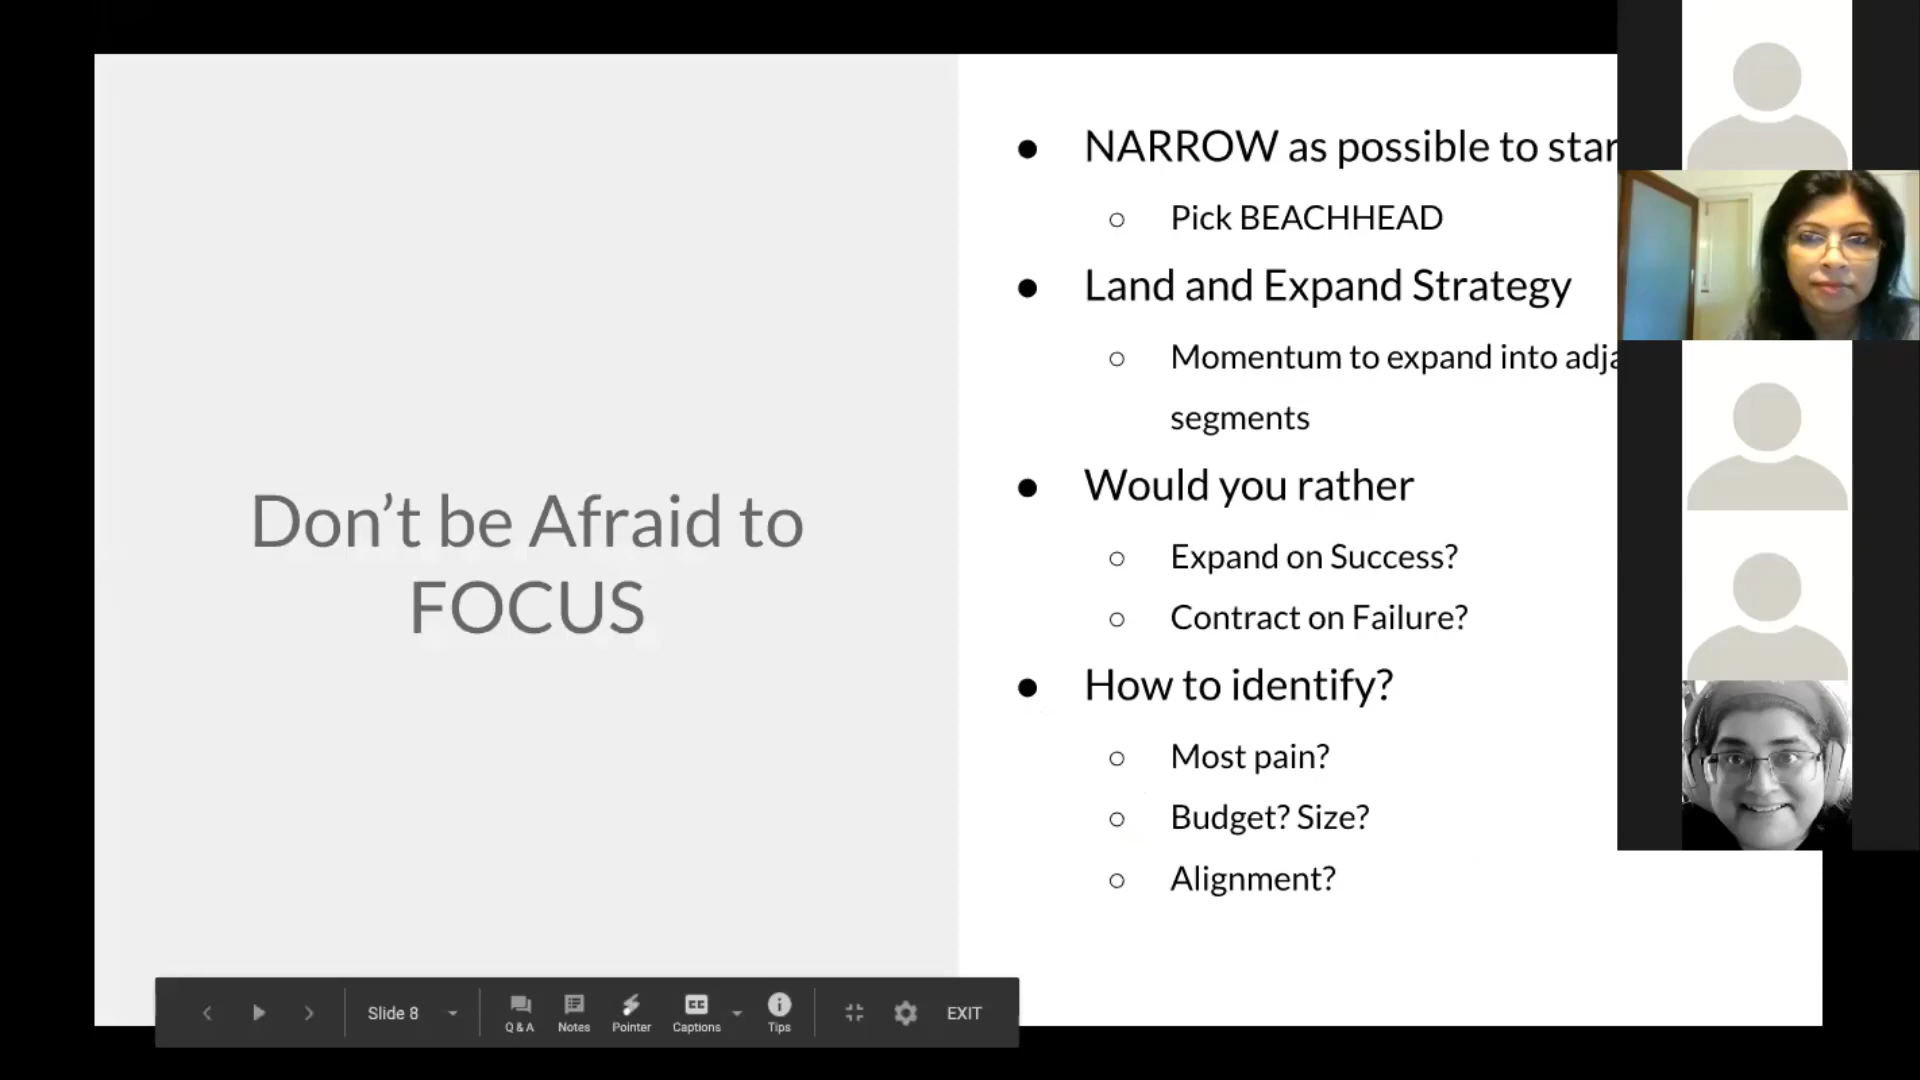 Don’t be Afraid to
FOCUS
● NARROW as possible to star
○ Pick BEACHHEAD
● Land and Expand Strategy
○ Momentum to expand into adja
segments
● Would you rather
○ Expand on Success?
○ Contract on Failure?
● How to identify?
○ Most pain?
○ Budget? Size?
○ Alignment?
Slide 8 Q & A Notes Pointer Captions Tips EXIT